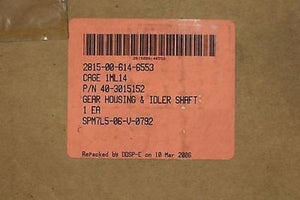 2815006146553
2815-00-614-6553
CAGE 1ML14
P/N 40-3015152
GEAR HOUSING & IDLER SHAFT
1 EA
SPM7L5-06-V-0792
Repacked by DDSP-E on 10 Mar 2006